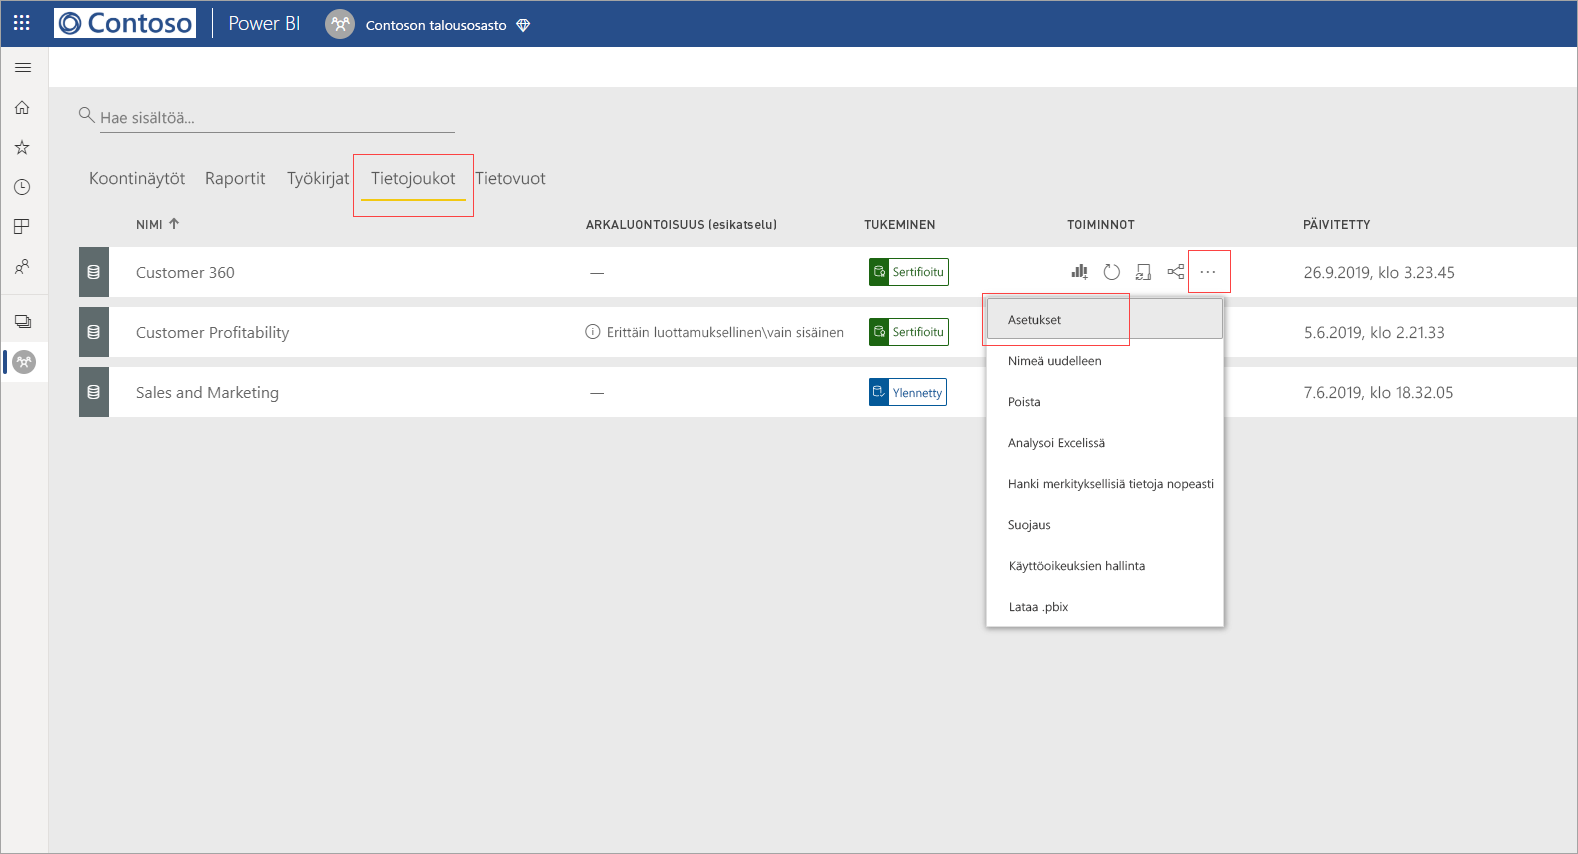 Contoso Power BI Contoson talousosasto
Hae sisältöä...
Koontinäytöt Raportit Työkirjat Tietojoukot Tietovuot
NIMI ARKALUONTOISUUS (esikatselu) TUKEMINEN TOIMINNOT PÄIVITETTY
Customer 360 — Sertifioitu ... 26.9.2019, klo 3.23.45
Customer Profitability Erittäin luottamuksellinen\vain sisäinen Sertifioitu 5.6.2019, klo 2.21.33
Sales and Marketing — Ylennetty 7.6.2019, klo 18.32.05
Asetukset
Nimeä uudelleen
Poista
Analysoi Excelissä
Hanki merkityksellisiä tietoja nopeasti
Suojaus
Käyttöoikeuksien hallinta
Lataa .pbix